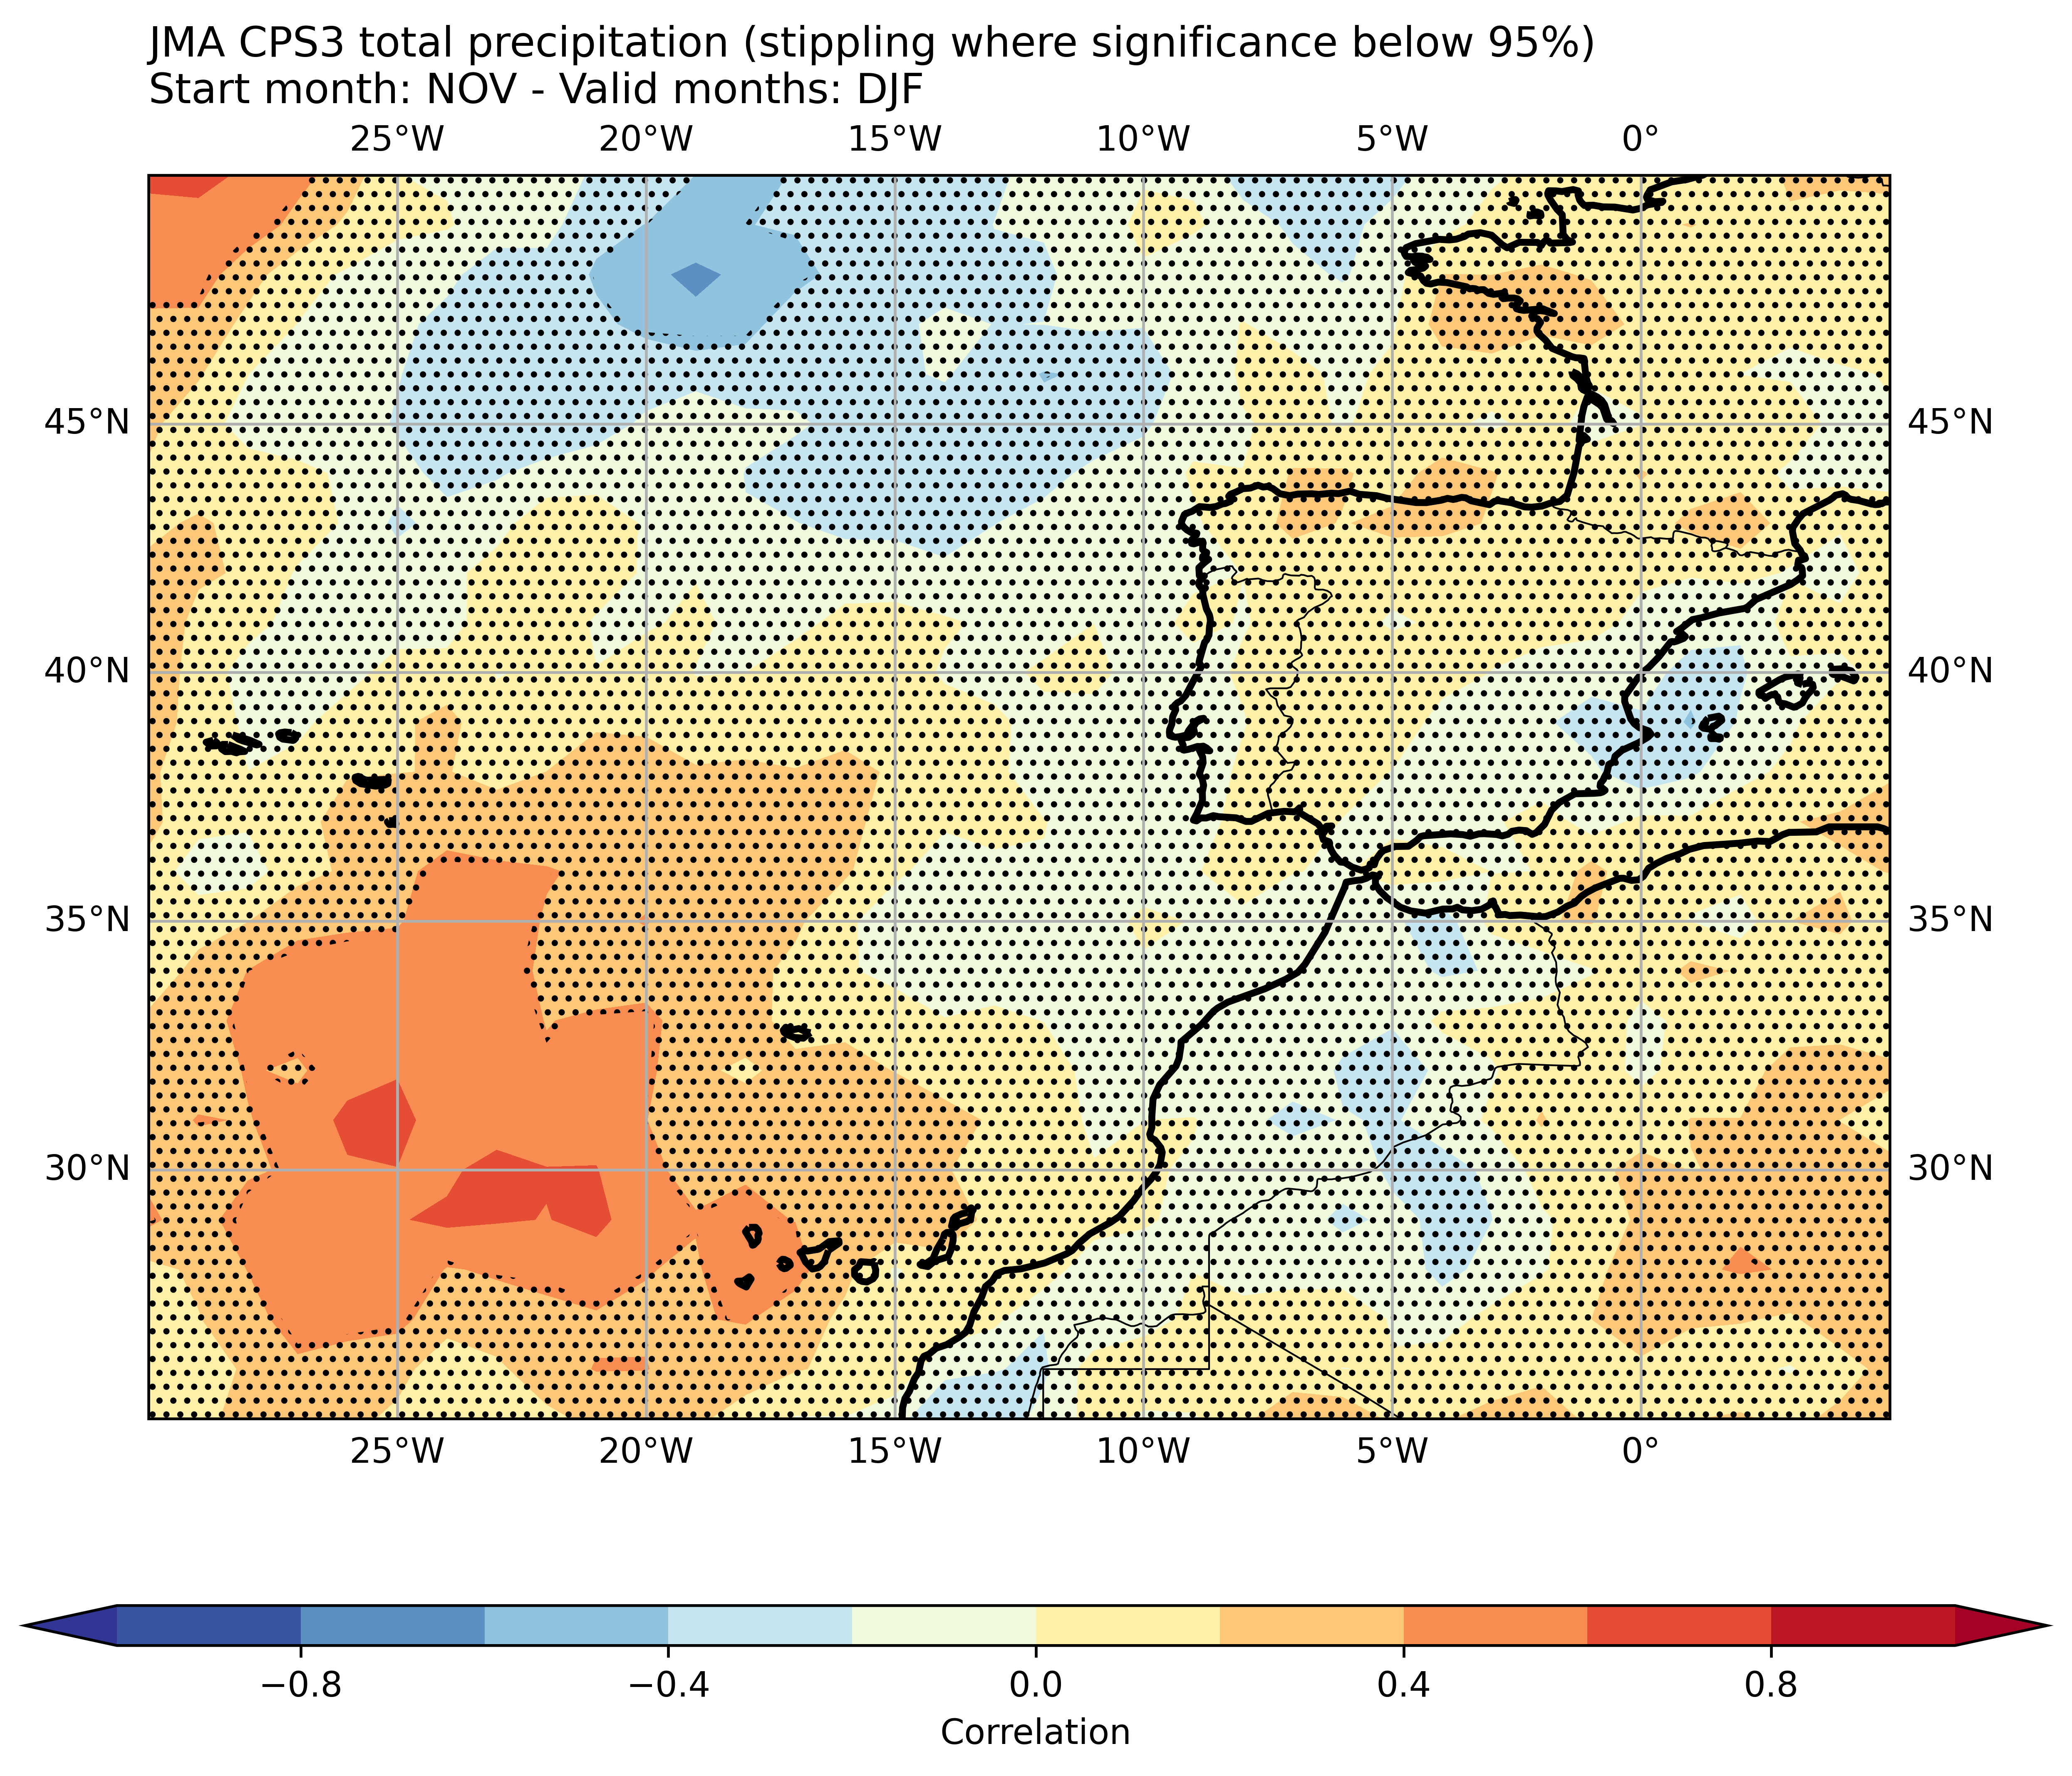 JMA CPS3 total precipitation (stippling where significance below 95%)
Start month: NOV - Valid months: DJF
25°W 20°W 15°W 10°W 5°W 0°
45°N 45°N
40°N 40°N
35°N 35°N
30°N 30°N
25°W 20°W 15°W 10°W 5°W 0°
−0.8 −0.4 0.0 0.4 0.8
Correlation